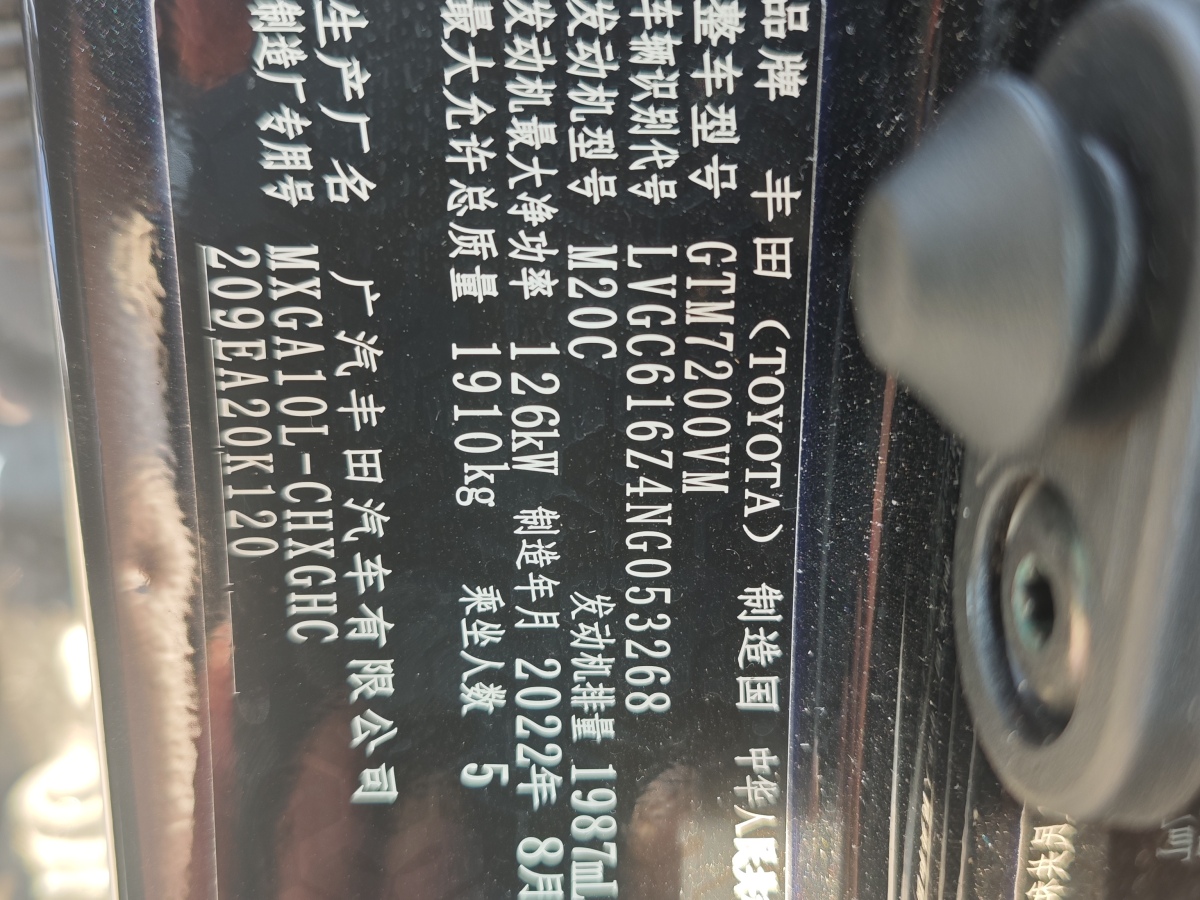 品牌 丰田 (TOYOTA) 制造国 中华人民
整车型号 GTM7200VM
车辆识别代号 LVGC616Z4NG053268
发动机型号 M20C 发动机排量 1987mL
发动机最大净功率 126kW 制造年月 2022年 8月
最大允许总质量 1910kg 乘坐人数 5
生产厂名 广汽丰田汽车有限公司
制造厂专用号 MXGA10L-CHXGHC
209EA20K120